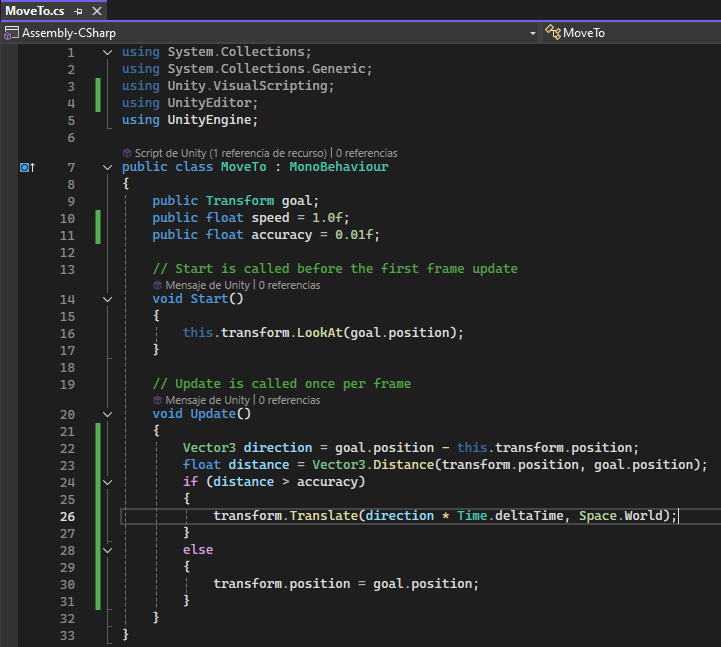 MoveTo.cs
Assembly-CSharp MoveTo
1 using System.Collections;
2 using System.Collections.Generic;
3 using Unity.VisualScripting;
4 using UnityEditor;
5 using UnityEngine;
6
Script de Unity (1 referencia de recurso) | 0 referencias
7 public class MoveTo : MonoBehaviour
8 {
9 public Transform goal;
10 public float speed = 1.0f;
11 public float accuracy = 0.01f;
12
13 // Start is called before the first frame update
Mensaje de Unity | 0 referencias
14 void Start()
15 {
16 this.transform.LookAt(goal.position);
17 }
18
19 // Update is called once per frame
Mensaje de Unity | 0 referencias
20 void Update()
21 {
22 Vector3 direction = goal.position - this.transform.position;
23 float distance = Vector3.Distance(transform.position, goal.position);
24 if (distance > accuracy)
25 {
26 transform.Translate(direction * Time.deltaTime, Space.World);
27 }
28 else
29 {
30 transform.position = goal.position;
31 }
32 }
33 }